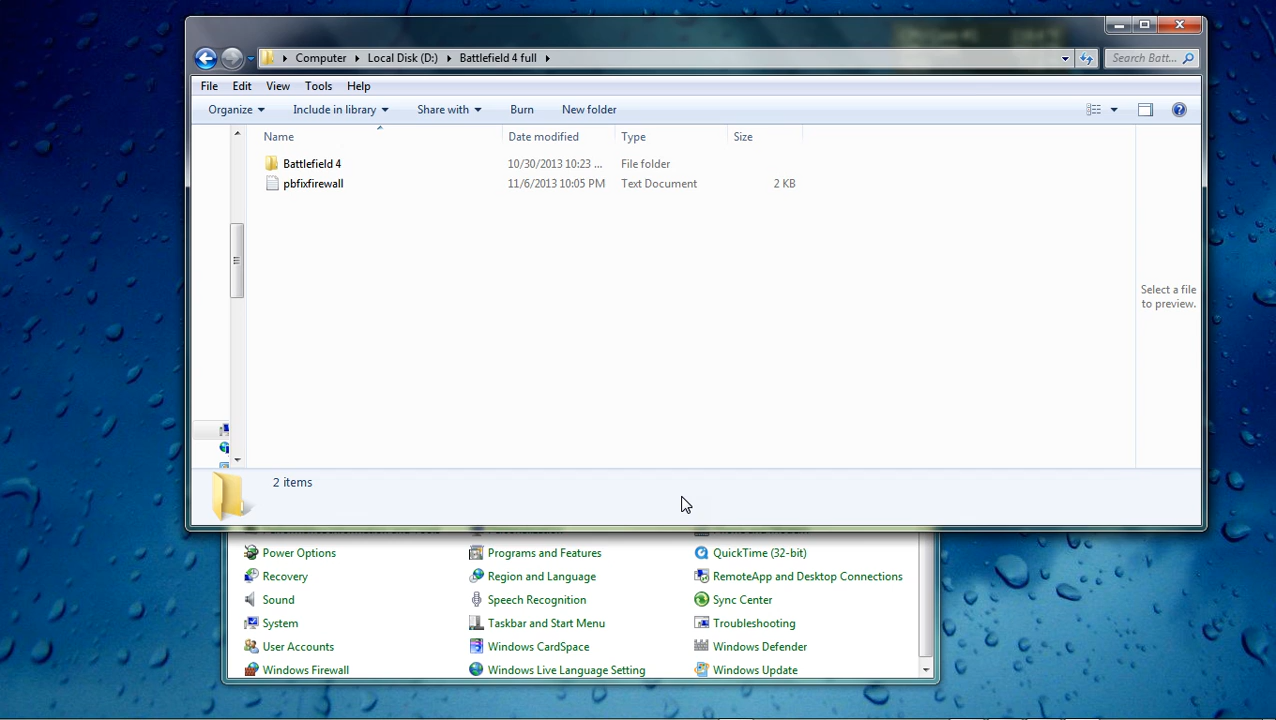 Computer Local Disk (D:) Battlefield 4 full
Search Batt...
File Edit View Tools Help
Organize Include in library Share with Burn New folder
Name Date modified Type Size
Battlefield 4 10/30/2013 10:23 ... File folder
pbfixfirewall 11/6/2013 10:05 PM Text Document 2 KB
Select a file
to preview.
2 items
Power Options Programs and Features QuickTime (32-bit)
Recovery Region and Language RemoteApp and Desktop Connections
Sound Speech Recognition Sync Center
System Taskbar and Start Menu Troubleshooting
User Accounts Windows CardSpace Windows Defender
Windows Firewall Windows Live Language Setting Windows Update